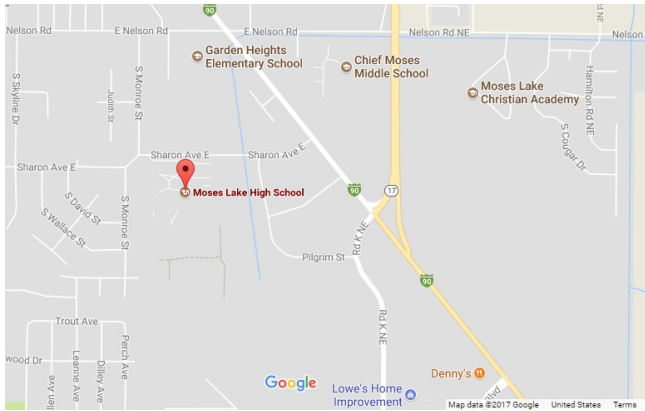 90
Nelson Rd
E Nelson Rd
E Nelson Rd
Nelson Rd NE
Nelson
Garden Heights
Elementary School
Chief Moses
Middle School
Moses Lake
Christian Academy
S Skyline Dr
Judith St
S Monroe St
Hamilton Rd NE
S Cougar Dr
Sharon Ave E
Sharon Ave E
Sharon Ave E
Moses Lake High School
90
17
S David St
S Wallace St
S Monroe St
Rd K NE
Pilgrim St
90
Trout Ave
Perch Ave
Rd K NE
wood Dr
Leanne Ave
Dilley Ave
Google
Denny's
Lowe's Home
Improvement
Map data ©2017 Google United States Terms